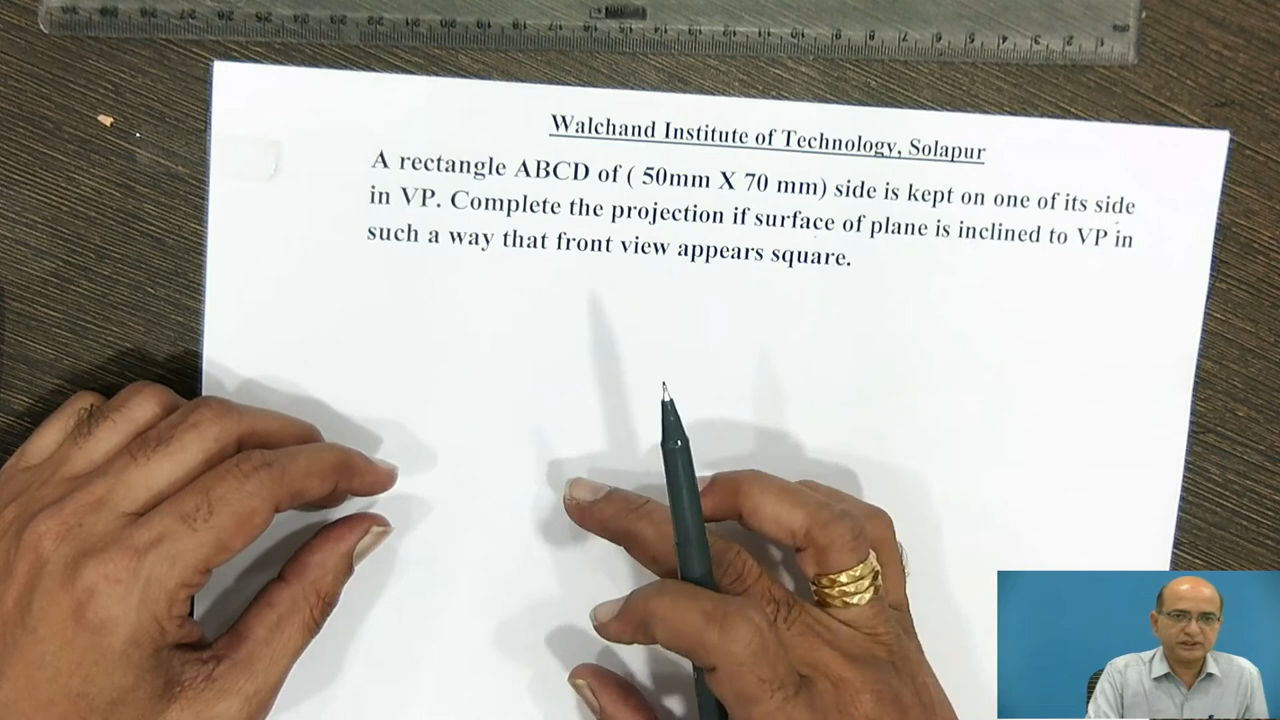 Walchand Institute of Technology, Solapur
A rectangle ABCD of ( 50mm X 70 mm) side is kept on one of its side
in VP. Complete the projection if surface of plane is inclined to VP in
such a way that front view appears square.